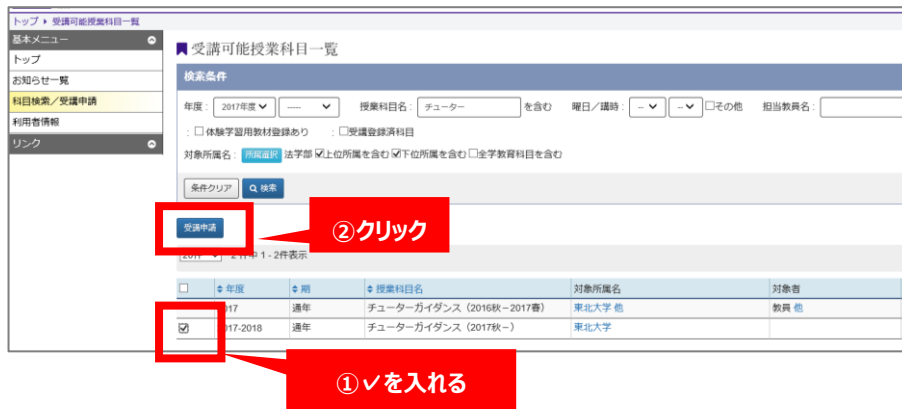 トップ ▸ 受講可能授業科目一覧
基本メニュー
トップ
お知らせ一覧
科目検索／受講申請
利用者情報
リンク
受講可能授業科目一覧
検索条件
年度： 2017年度 ---- 授業科目名： チューター を含む 曜日／講時： -- -- □その他 担当教員名：
：□体験学習用教材登録あり ：□受講登録済科目
対象所属名： 所属選択 法学部 ☑上位所属を含む ☑下位所属を含む □全学教育科目を含む
条件クリア 検索
受講申請
②クリック
2件中 1 - 2件表示
年度 期 授業科目名 対象所属名 対象者
通年 チューターガイダンス（2016秋－2017春） 東北大学 他 教員 他
☑ 2017-2018 通年 チューターガイダンス（2017秋－） 東北大学
①✓を入れる